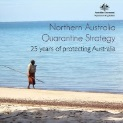 Northern Australia
Quarantine Strategy
25 years of protecting Australia